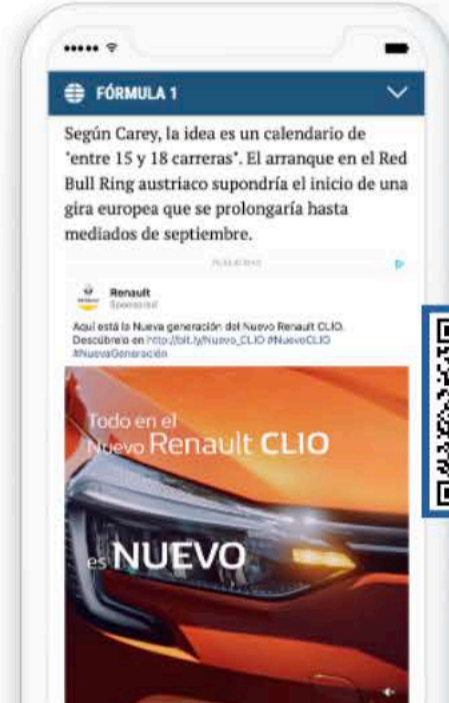 FÓRMULA 1
Según Carey, la idea es un calendario de
"entre 15 y 18 carreras". El arranque en el Red
Bull Ring austriaco supondría el inicio de una
gira europea que se prolongaría hasta
mediados de septiembre.
Renault
Sponsored
Aquí está la Nueva generación del Nuevo Renault CLIO.
Descúbrelo en http://bit.ly/Nuevo_CLIO #NuevoCLIO
#NuevaGeneración
Todo en el
Nuevo Renault CLIO
es NUEVO